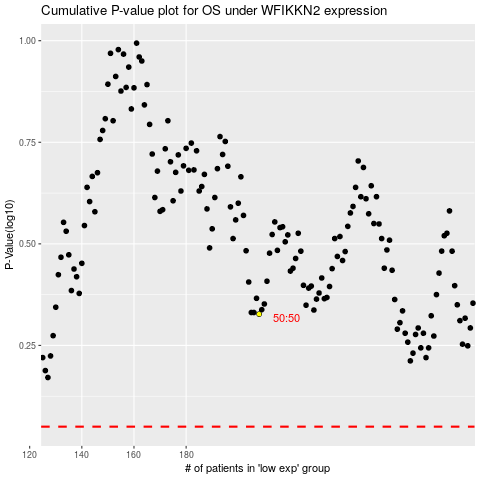 Cumulative P-value plot for OS under WFIKKN2 expression
P-Value(log10)
1.00
0.75
0.50
0.25
50:50
120 140 160 180
# of patients in 'low exp' group